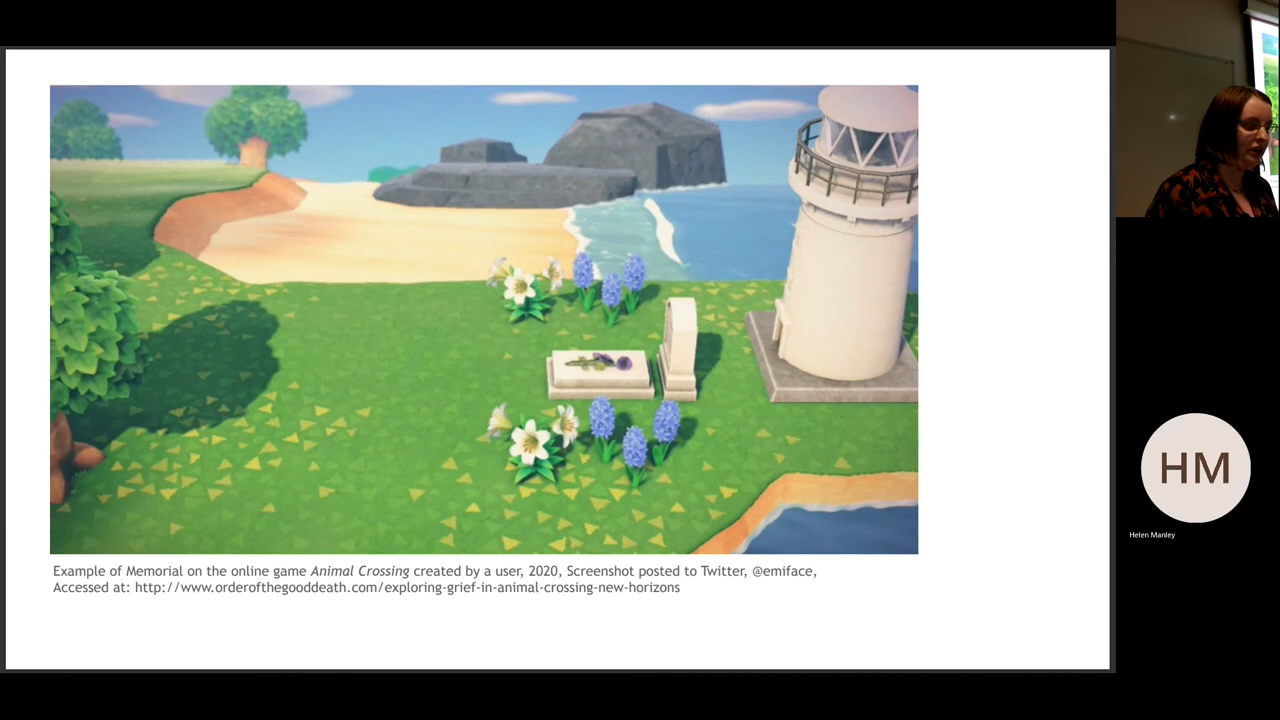 Example of Memorial on the online game Animal Crossing created by a user, 2020, Screenshot posted to Twitter, @emiface,
Accessed at: http://www.orderofthegooddeath.com/exploring-grief-in-animal-crossing-new-horizons
HM
Helen Manley